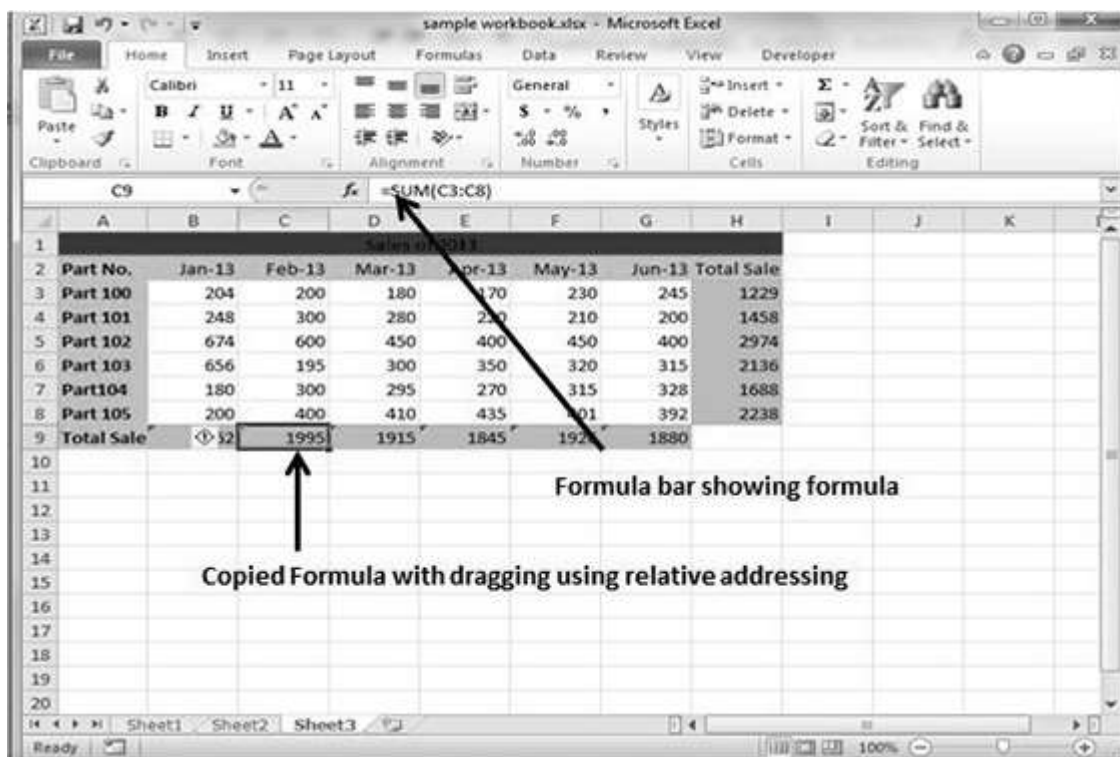 sample workbook.xlsx - Microsoft Excel
File Home Insert Page Layout Formulas Data Review View Developer
Calibri 11 General Insert
B I U A A $ % , Delete
Paste A Styles Format Sort & Find &
Filter Select
Clipboard Font Alignment Number Cells Editing
C9 fx =SUM(C3:C8)
A B C D E F G H I J K
1 Sales of 2013
2 Part No. Jan-13 Feb-13 Mar-13 Apr-13 May-13 Jun-13 Total Sale
3 Part 100 204 200 180 170 230 245 1229
4 Part 101 248 300 280 210 200 1458
5 Part 102 674 600 450 400 450 400 2974
6 Part 103 656 195 300 350 320 315 2136
7 Part104 180 300 295 270 315 328 1688
8 Part 105 200 400 410 435 392 2238
9 Total Sale 1995 1915 1845 1880
10
11 Formula bar showing formula
12
13
14
15 Copied Formula with dragging using relative addressing
16
17
18
19
20
Sheet1 Sheet2 Sheet3
Ready 100%